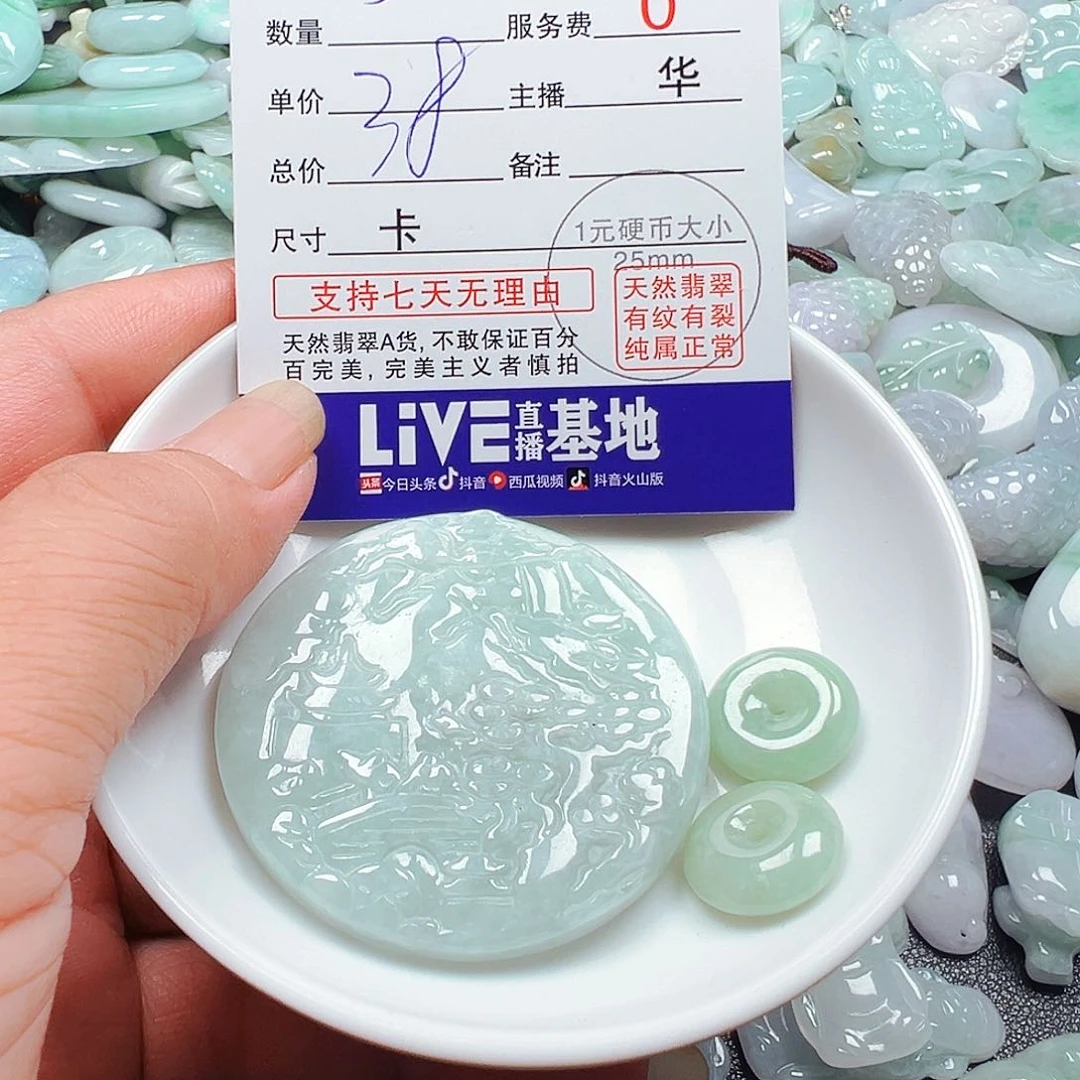 数量 服务费 0
单价 38 主播 华
总价 备注
尺寸 卡 1元硬币大小
25mm
支持七天无理由
天然翡翠
有纹有裂
纯属正常
天然翡翠A货,不敢保证百分
百完美,完美主义者慎拍
LiVE直播基地
头条 今日头条 抖音 西瓜视频 抖音火山版